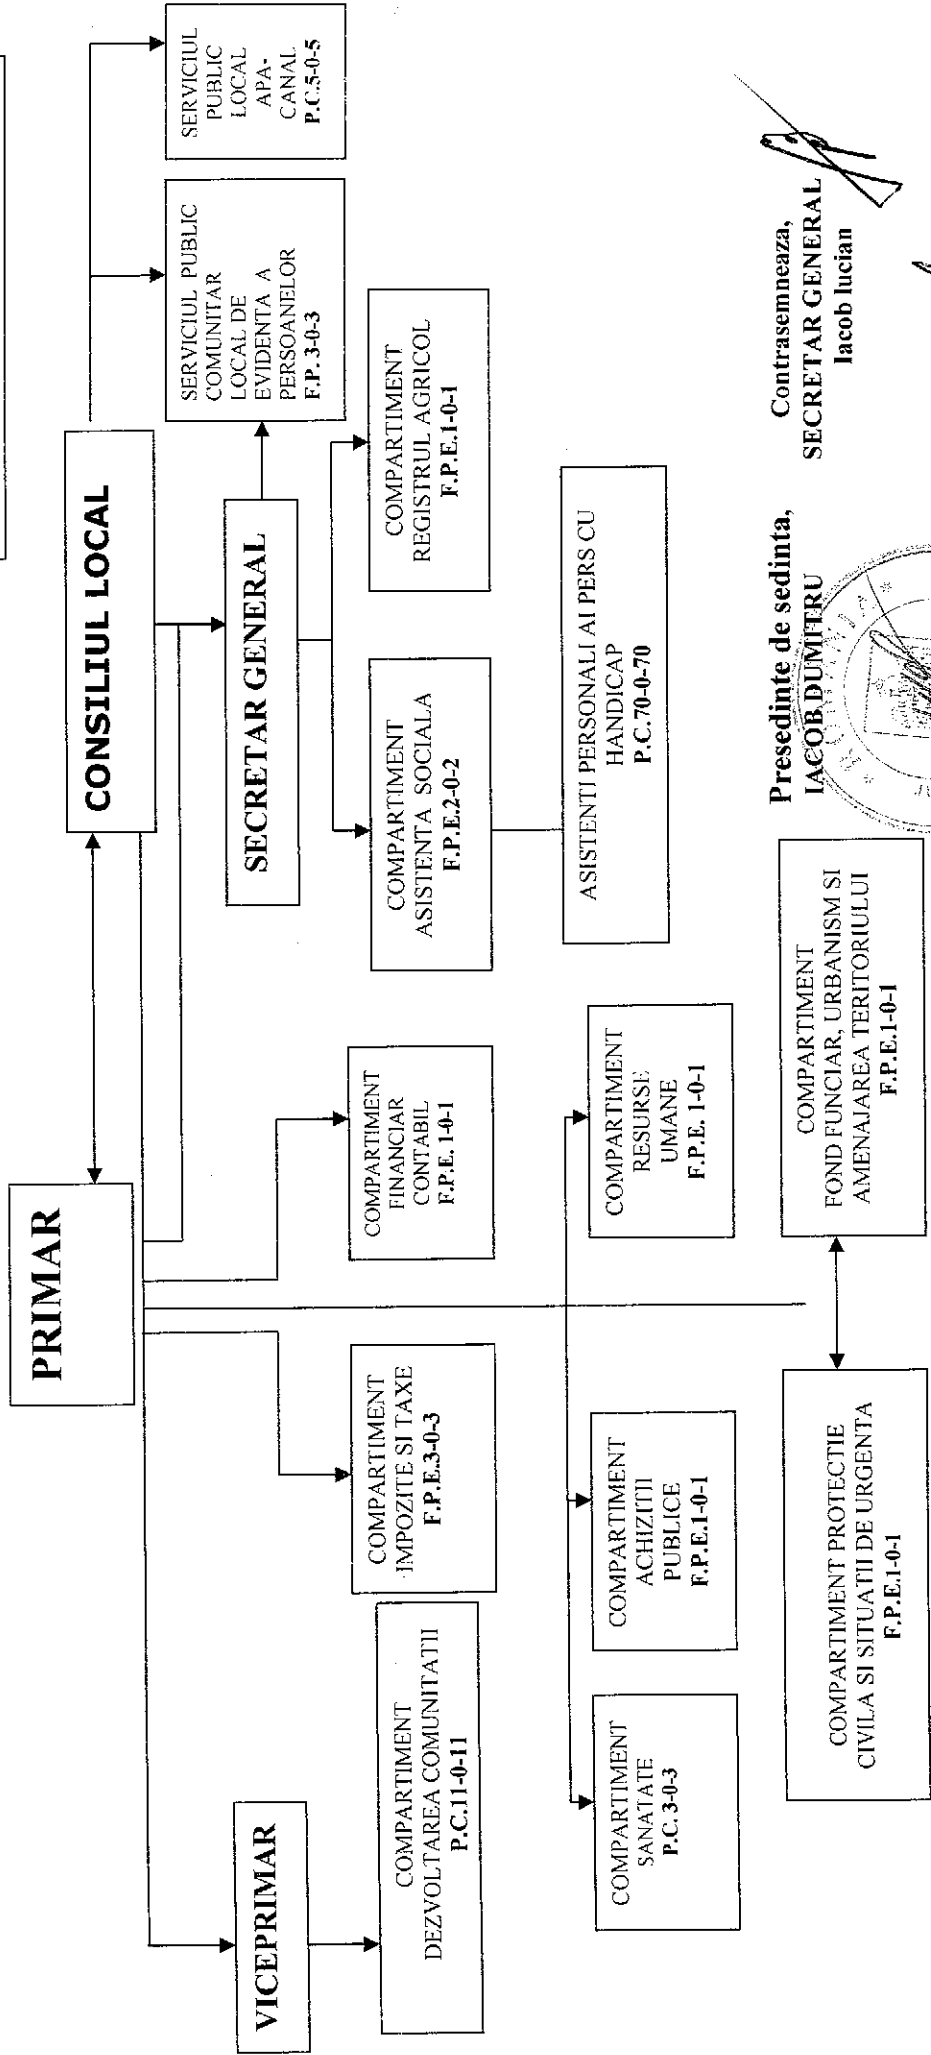 PRIMAR
CONSILIUL LOCAL
SERVICIUL
PUBLIC
LOCAL
APA-
CANAL
P.C.5-0-5
SERVICIUL PUBLIC
COMUNITAR
LOCAL DE
EVIDENTA A
PERSOANELOR
F.P. 3-0-3
VICEPRIMAR
SECRETAR GENERAL
COMPARTIMENT
DEZVOLTAREA COMUNITATII
P.C.11-0-11
COMPARTIMENT
IMPOZITE SI TAXE
F.P.E.3-0-3
COMPARTIMENT
FINANCIAR
CONTABIL
F.P.E. 1-0-1
COMPARTIMENT
ASISTENTA SOCIALA
F.P.E.2-0-2
COMPARTIMENT
REGISTRUL AGRICOL
F.P.E.1-0-1
COMPARTIMENT
SANATATE
P.C. 3-0-3
COMPARTIMENT
ACHIZITII
PUBLICE
F.P.E.1-0-1
COMPARTIMENT
RESURSE
UMANE
F.P.E. 1-0-1
ASISTENTI PERSONALI AI PERS CU
HANDICAP
P.C.70-0-70
COMPARTIMENT PROTECTIE
CIVILA SI SITUATII DE URGENTA
F.P.E.1-0-1
COMPARTIMENT
FOND FUNCIAR, URBANISM SI
AMENAJAREA TERITORIULUI
F.P.E.1-0-1
Presedinte de sedinta,
IACOB DUMITRU
Contrasemneaza,
SECRETAR GENERAL
Iacob lucian
ROMANIA